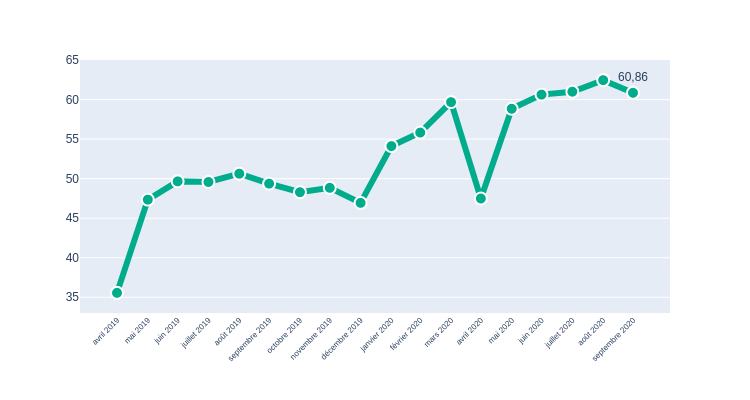 65
60,86
60
55
50
45
40
35
avril 2019
mai 2019
juin 2019
juillet 2019
août 2019
septembre 2019
octobre 2019
novembre 2019
décembre 2019
janvier 2020
février 2020
mars 2020
avril 2020
mai 2020
juin 2020
juillet 2020
août 2020
septembre 2020